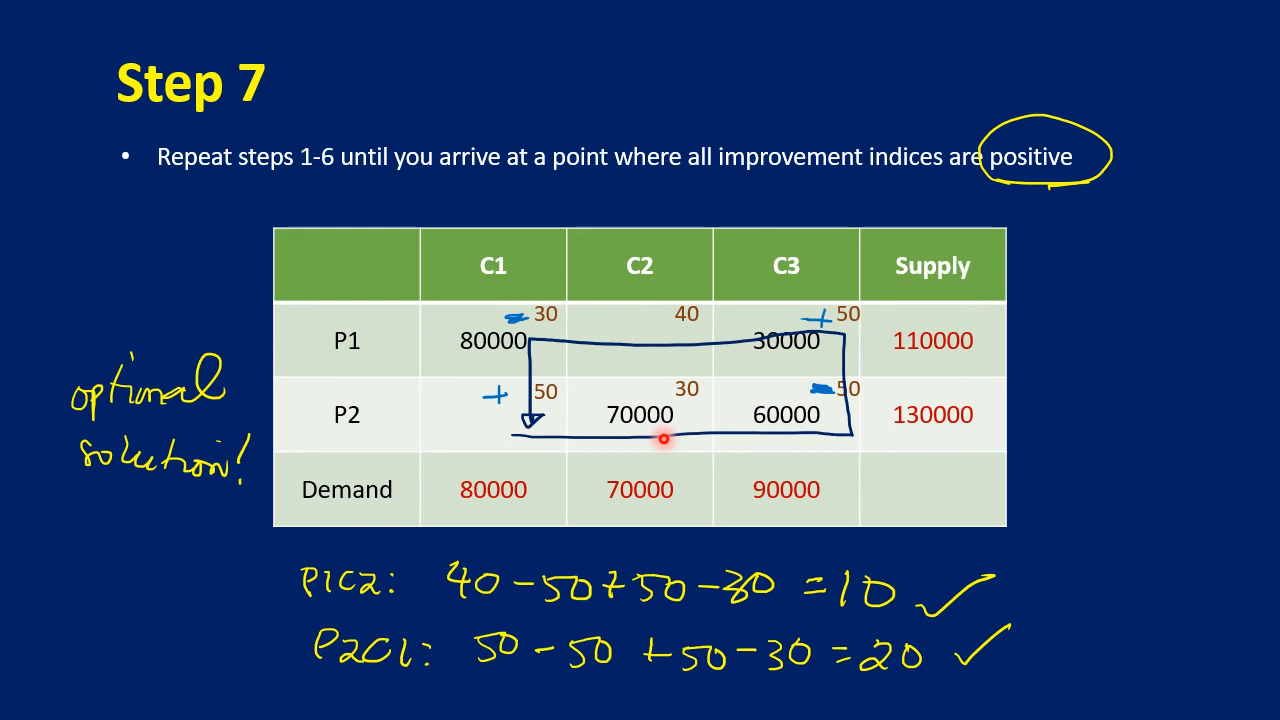 Step 7
• Repeat steps 1-6 until you arrive at a point where all improvement indices are positive
C1 C2 C3 Supply
30 40 50
P1 80000 30000 110000
50 30 50
P2 70000 60000 130000
Demand 80000 70000 90000
optimal
solution!
P1C2: 40 - 50 + 50 - 30 = 10 ✓
P2C1: 50 - 50 + 50 - 30 = 20 ✓